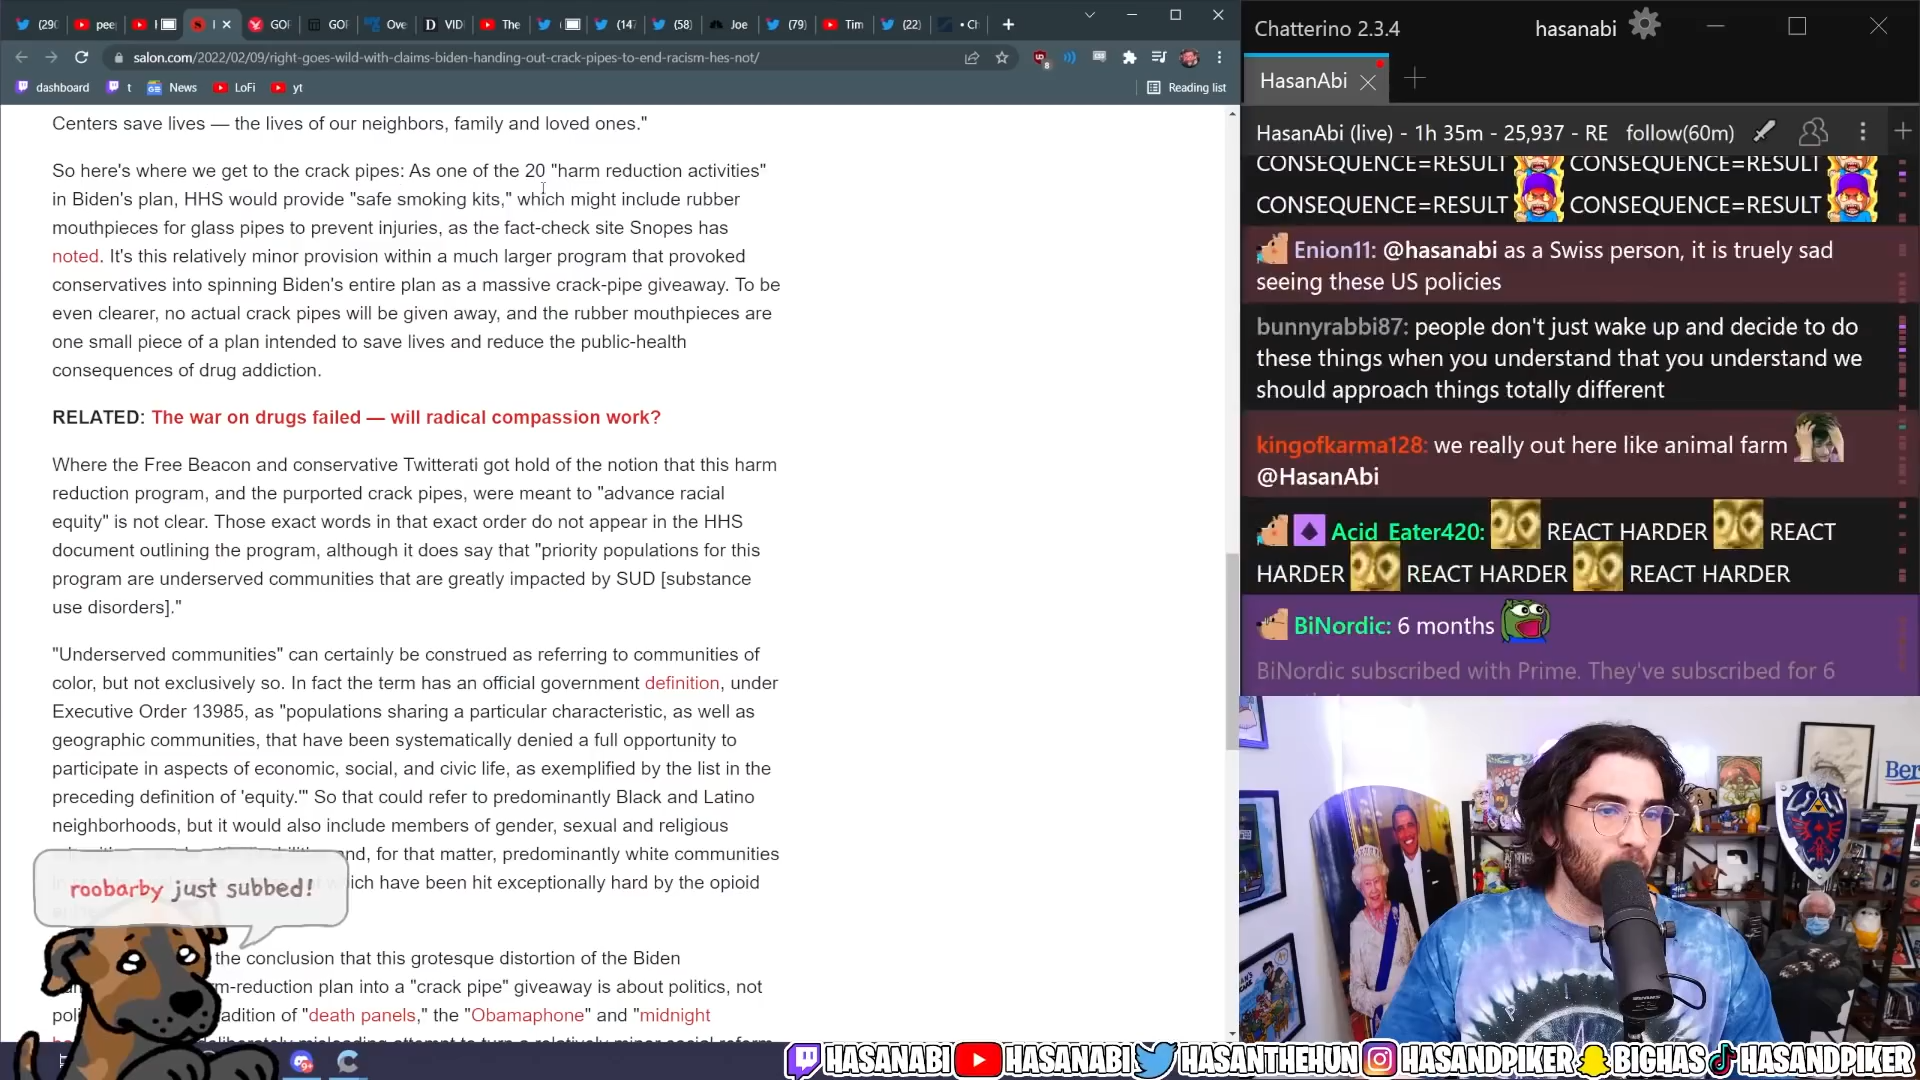 (290
pee
GOP
GOP
Ove
VID
The
(147
(58)
Joe
(79)
Tim
(22)
• Ch
salon.com/2022/02/09/right-goes-wild-with-claims-biden-handing-out-crack-pipes-to-end-racism-hes-not/
dashboard
t
News
LoFi
yt
Reading list
Centers save lives — the lives of our neighbors, family and loved ones."
So here's where we get to the crack pipes: As one of the 20 "harm reduction activities"
in Biden's plan, HHS would provide "safe smoking kits," which might include rubber
mouthpieces for glass pipes to prevent injuries, as the fact-check site Snopes has
noted. It's this relatively minor provision within a much larger program that provoked
conservatives into spinning Biden's entire plan as a massive crack-pipe giveaway. To be
even clearer, no actual crack pipes will be given away, and the rubber mouthpieces are
one small piece of a plan intended to save lives and reduce the public-health
consequences of drug addiction.
RELATED: The war on drugs failed — will radical compassion work?
Where the Free Beacon and conservative Twitterati got hold of the notion that this harm
reduction program, and the purported crack pipes, were meant to "advance racial
equity" is not clear. Those exact words in that exact order do not appear in the HHS
document outlining the program, although it does say that "priority populations for this
program are underserved communities that are greatly impacted by SUD [substance
use disorders]."
"Underserved communities" can certainly be construed as referring to communities of
color, but not exclusively so. In fact the term has an official government definition, under
Executive Order 13985, as "populations sharing a particular characteristic, as well as
geographic communities, that have been systematically denied a full opportunity to
participate in aspects of economic, social, and civic life, as exemplified by the list in the
preceding definition of 'equity.'" So that could refer to predominantly Black and Latino
neighborhoods, but it would also include members of gender, sexual and religious
and, for that matter, predominantly white communities
which have been hit exceptionally hard by the opioid
roobarby just subbed!
the conclusion that this grotesque distortion of the Biden
-reduction plan into a "crack pipe" giveaway is about politics, not
"death panels," the "Obamaphone" and "midnight
Chatterino 2.3.4
hasanabi
HasanAbi
HasanAbi (live) - 1h 35m - 25,937 - RE follow(60m)
CONSEQUENCE=RESULT CONSEQUENCE=RESULT
CONSEQUENCE=RESULT CONSEQUENCE=RESULT
Enion11: @hasanabi as a Swiss person, it is truely sad
seeing these US policies
bunnyrabbi87: people don't just wake up and decide to do
these things when you understand that you understand we
should approach things totally different
kingofkarma128: we really out here like animal farm
@HasanAbi
Acid_Eater420: REACT HARDER REACT
HARDER REACT HARDER REACT HARDER
BiNordic: 6 months
BiNordic subscribed with Prime. They've subscribed for 6
Ber
HASANABI HASANABI HASANTHEHUN HASANDPIKER BIGHAS HASANDPIKER